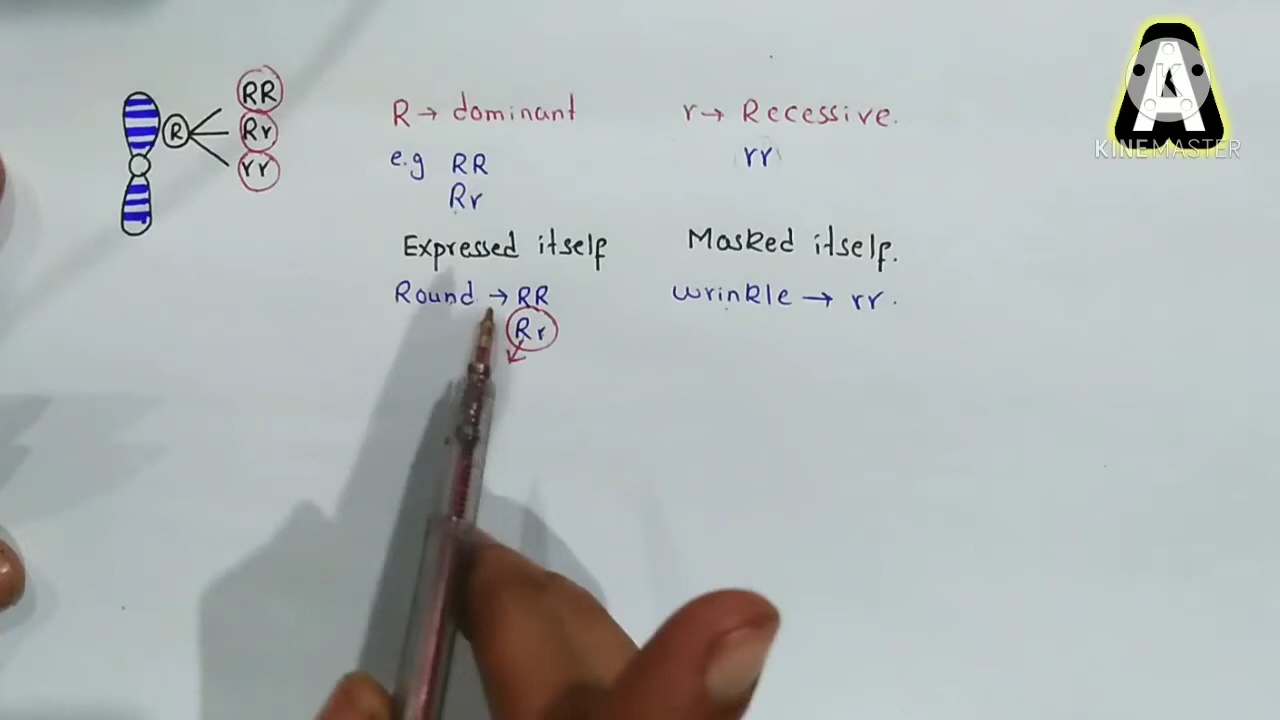 RR
R
Rr
rr
R → dominant
e.g RR
Rr
Expressed itself
Round → RR
Rr
r → Recessive.
rr
Masked itself.
wrinkle → rr.
A
K
KINEMASTER